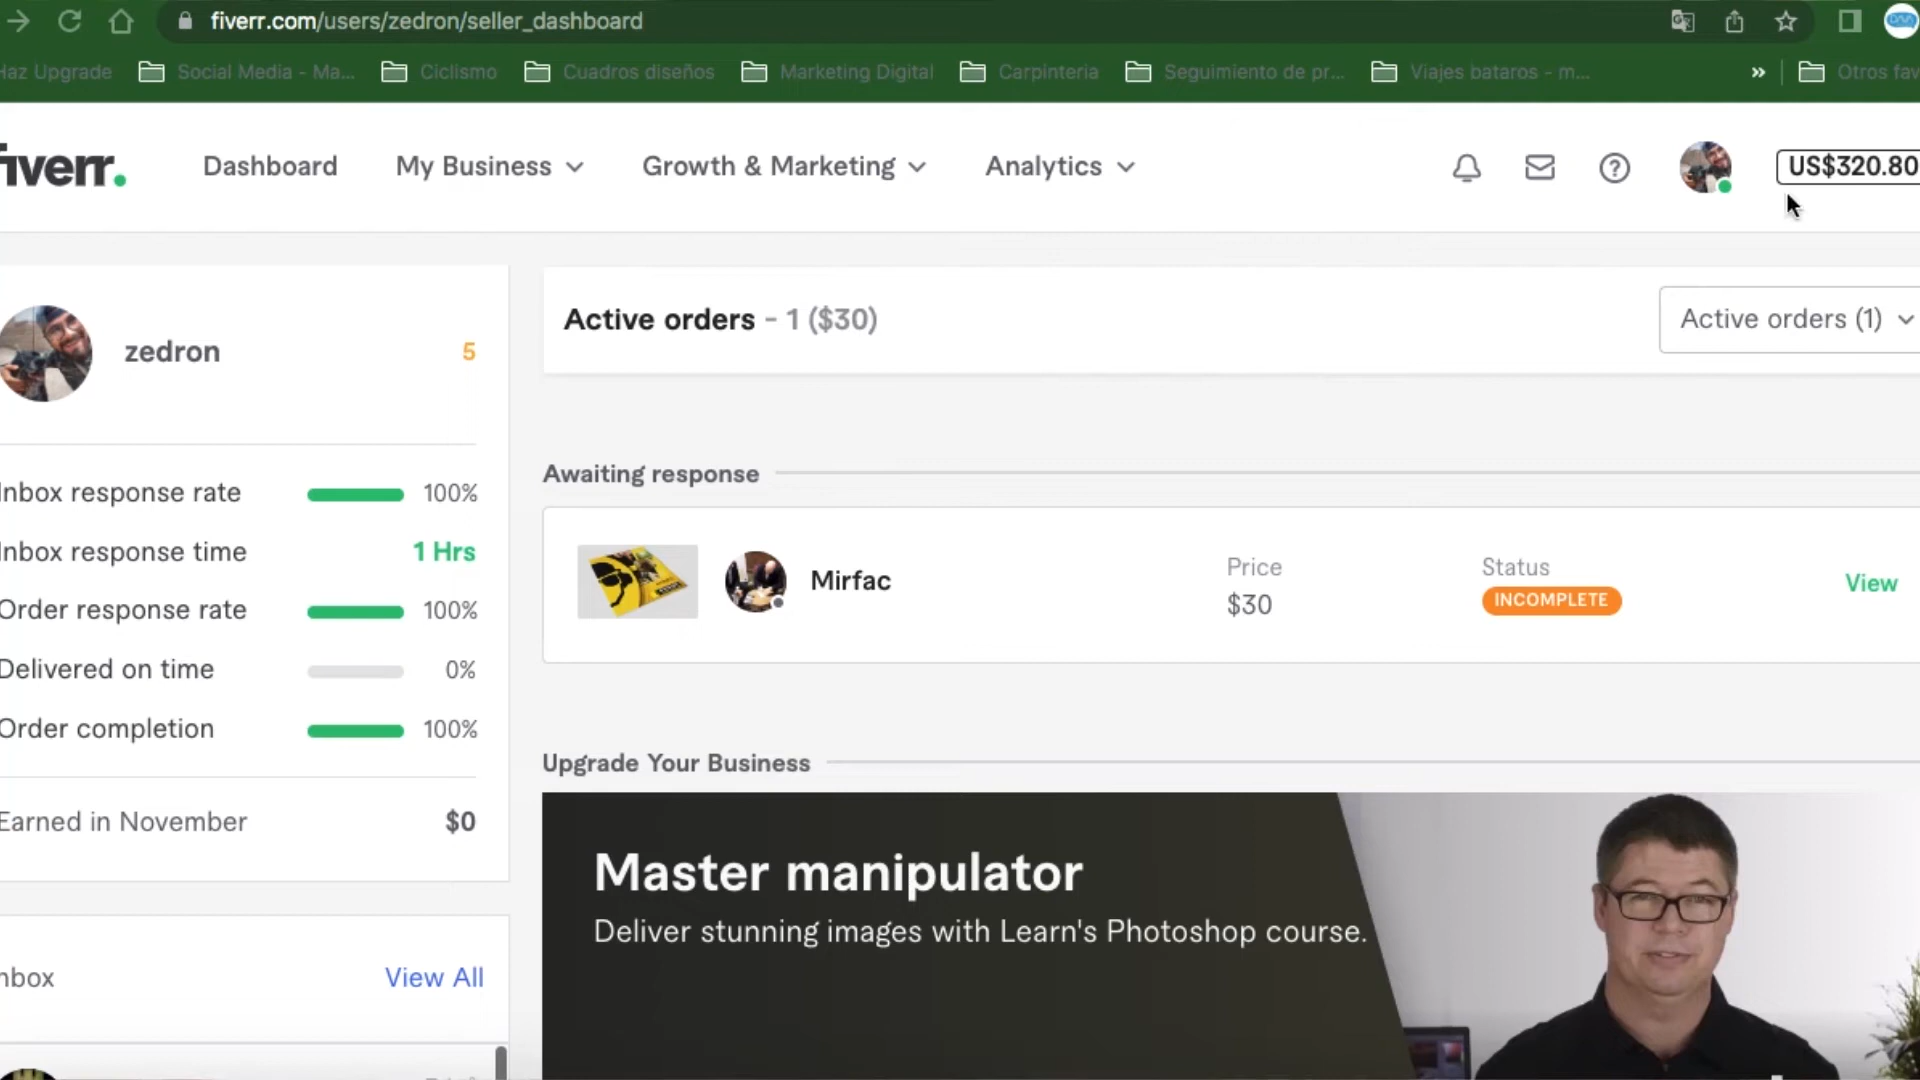 fiverr.com/users/zedron/seller_dashboard
Haz Upgrade Social Media - Ma... Ciclismo Cuadros diseños Marketing Digital Carpinteria Seguimiento de pr... Viajes bataros - m... » Otros fav
fiverr. Dashboard My Business Growth & Marketing Analytics US$320.80
zedron 5
Active orders - 1 ($30) Active orders (1)
Inbox response rate 100%
Inbox response time 1 Hrs
Order response rate 100%
Delivered on time 0%
Order completion 100%
Earned in November $0
Inbox View All
Awaiting response
Mirfac Price $30 Status INCOMPLETE View
Upgrade Your Business
Master manipulator
Deliver stunning images with Learn's Photoshop course.